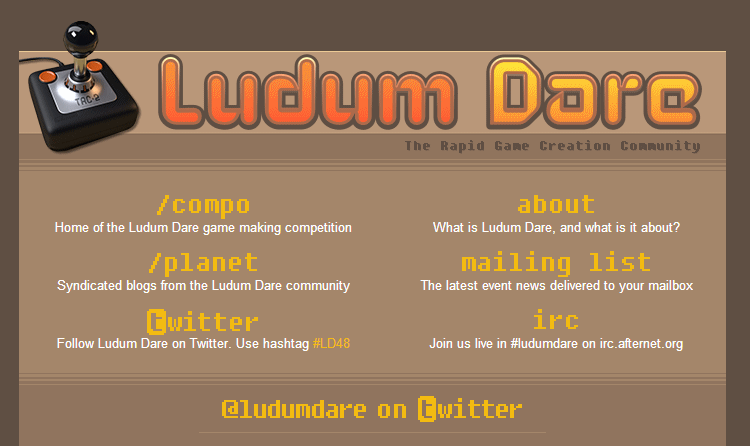 TAC-2
Ludum Dare
The Rapid Game Creation Community
/compo
Home of the Ludum Dare game making competition
about
What is Ludum Dare, and what is it about?
/planet
Syndicated blogs from the Ludum Dare community
mailing list
The latest event news delivered to your mailbox
twitter
Follow Ludum Dare on Twitter. Use hashtag #LD48
irc
Join us live in #ludumdare on irc.afternet.org
@ludumdare on twitter